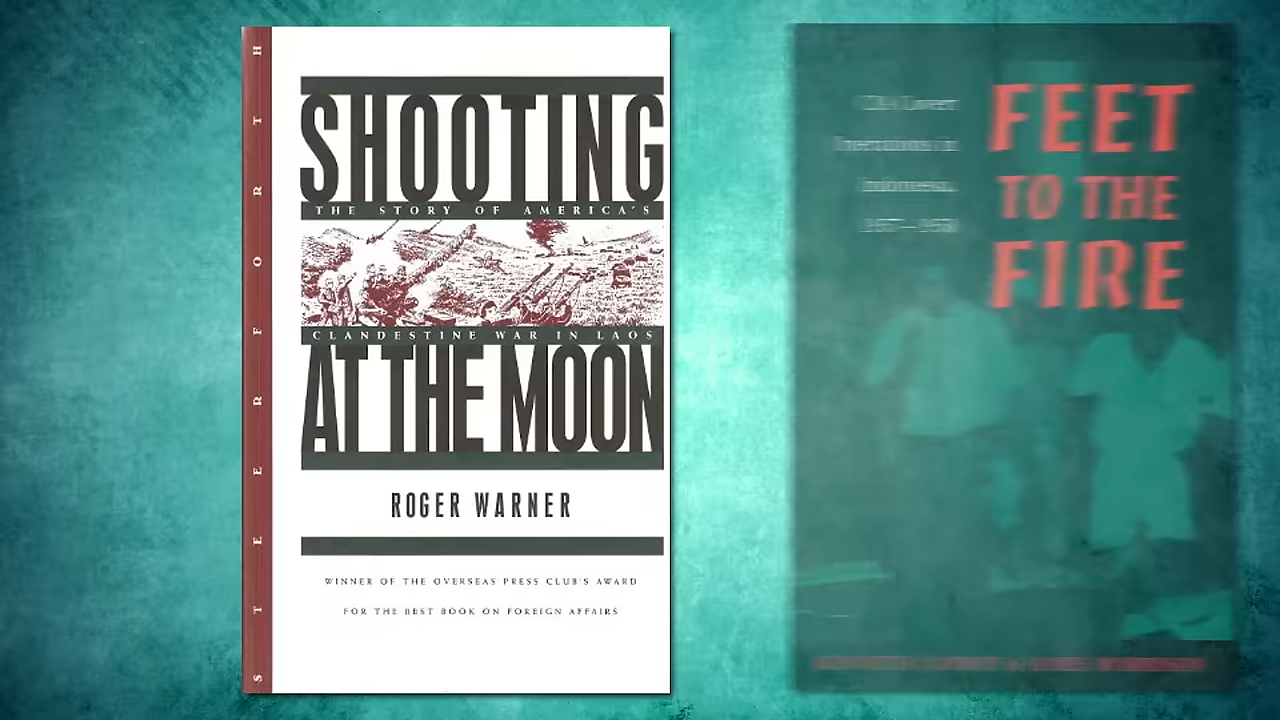 STEERFORTH
SHOOTING
THE STORY OF AMERICA'S
CLANDESTINE WAR IN LAOS
AT THE MOON
ROGER WARNER
WINNER OF THE OVERSEAS PRESS CLUB'S AWARD
FOR THE BEST BOOK ON FOREIGN AFFAIRS
FEET
TO THE
FIRE